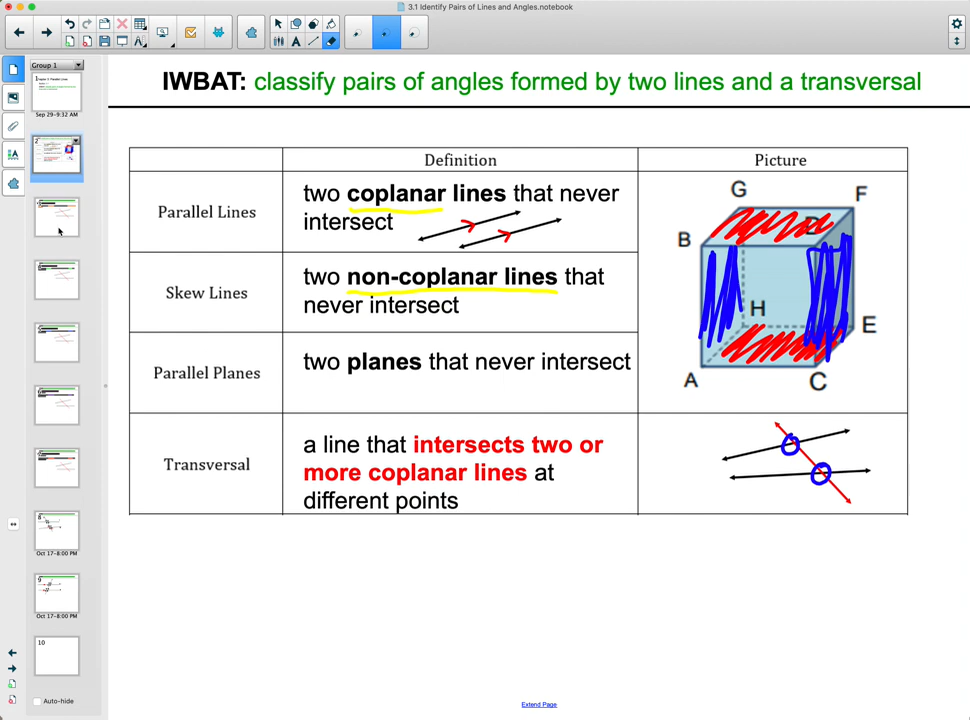 3.1 Identify Pairs of Lines and Angles.notebook
Group 1
Sep 29–9:32 AM
8
Oct 17–8:00 PM
9
Oct 17–8:00 PM
10
Auto-hide
IWBAT: classify pairs of angles formed by two lines and a transversal
Definition
Picture
Parallel Lines
two coplanar lines that never
intersect
Skew Lines
two non-coplanar lines that
never intersect
Parallel Planes
two planes that never intersect
Transversal
a line that intersects two or
more coplanar lines at
different points
G
F
D
B
H
E
A
C
Extend Page